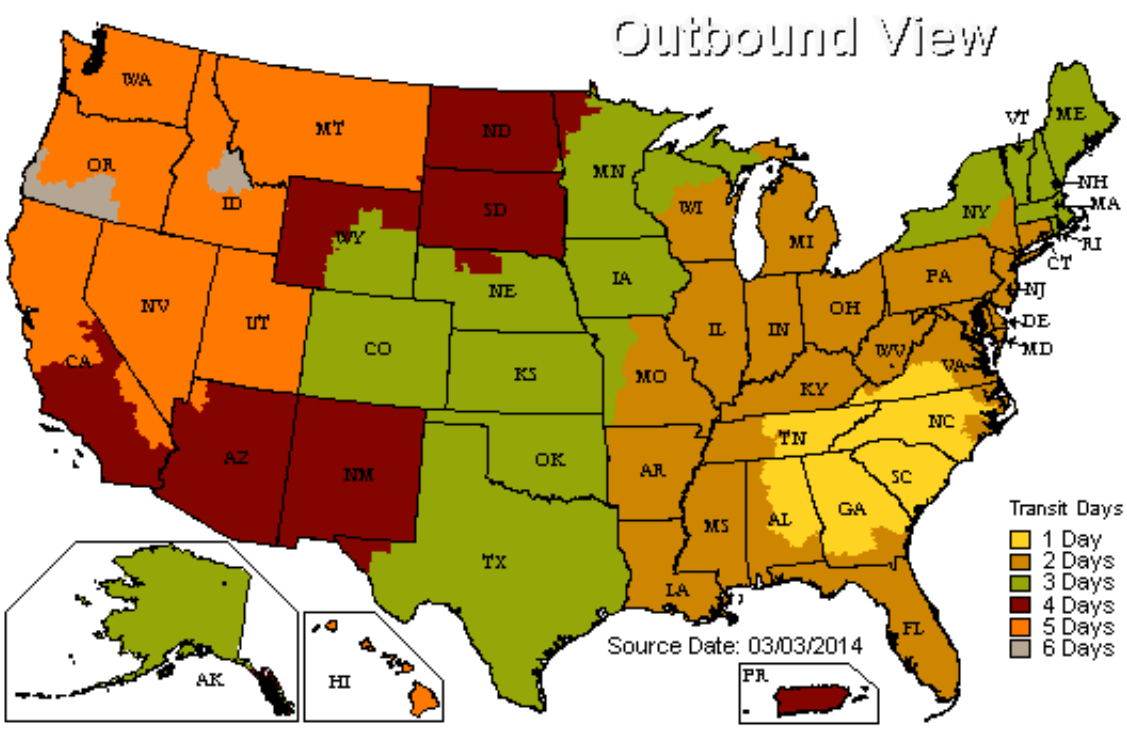 Outbound View
WA
MT
ND
MN
VT
ME
OR
ID
SD
WI
MI
NY
NH
MA
RI
CT
WY
NE
IA
PA
NJ
NV
UT
CO
IL
IN
OH
DE
MD
CA
KS
MO
WV
VA
KY
AZ
NM
OK
AR
TN
NC
SC
MS
AL
GA
TX
LA
FL
AK
HI
PR
Source Date: 03/03/2014
Transit Days
1 Day
2 Days
3 Days
4 Days
5 Days
6 Days